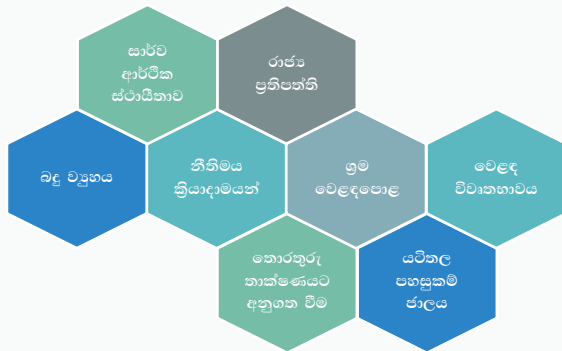 සාර්ව
ආර්ථික
ස්ථායීතාව
රාජ්‍ය
ප්‍රතිපත්ති
බදු ව්‍යුහය
නීතිමය
ක්‍රියාදාමයන්
ශ්‍රම
වෙළඳපොළ
වෙළඳ
විවෘතභාවය
තොරතුරු
තාක්ෂණයට
අනුගත වීම
යටිතල
පහසුකම්
ජාලය